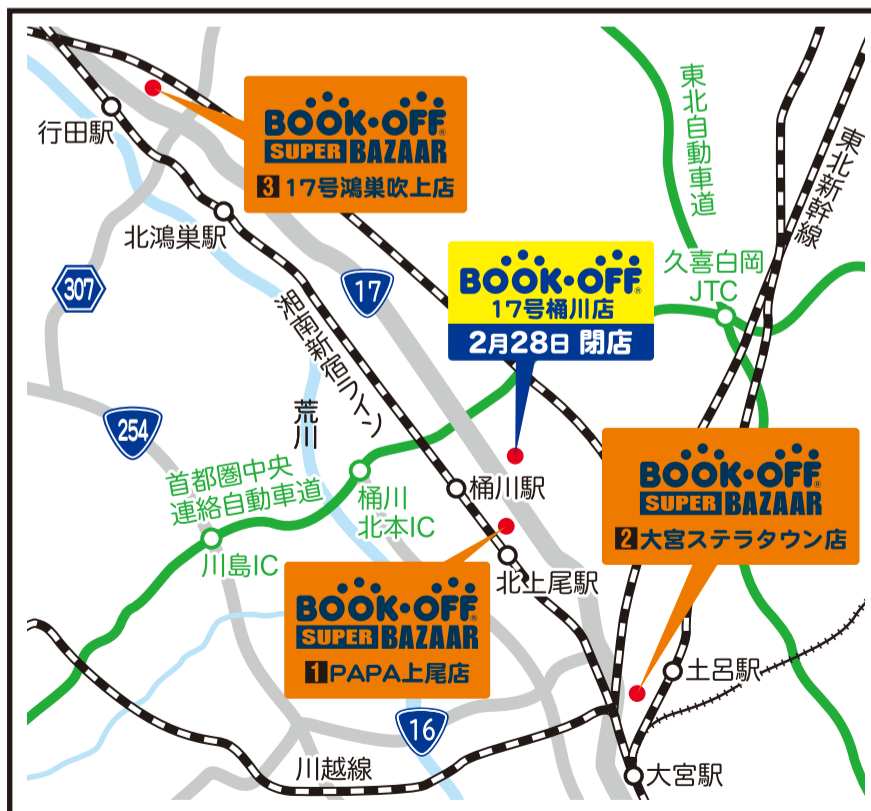 行田駅
BOOK・OFF®
SUPER BAZAAR
3 17号鴻巣吹上店
東北自動車道
東北新幹線
北鴻巣駅
307
17
湘南新宿ライン
BOOK・OFF®
17号桶川店
2月28日 閉店
久喜白岡
JTC
254
荒川
首都圏中央
連絡自動車道
桶川
北本IC
川島IC
桶川駅
BOOK・OFF®
SUPER BAZAAR
2 大宮ステラタウン店
北上尾駅
BOOK・OFF®
SUPER BAZAAR
1 PAPA上尾店
土呂駅
16
川越線
大宮駅